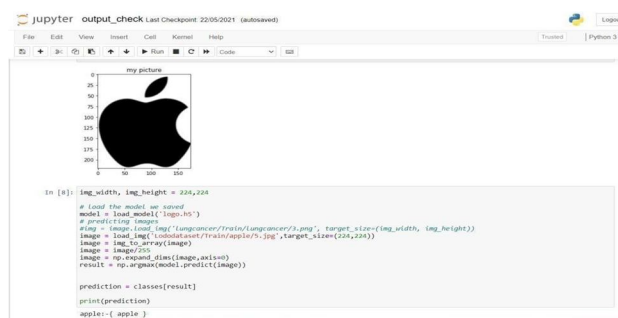 jupyter output_check Last Checkpoint: 22/05/2021 (autosaved)
Logou
File Edit View Insert Cell Kernel Help
Trusted Python 3
Run Code
my picture
0
25
50
75
100
125
150
175
200
0 50 100 150
In [8]: img_width, img_height = 224,224
# load the model we saved
model = load_model('logo.h5')
# predicting images
#img = image.load_img('lungcancer/Train/lungcancer/3.png', target_size=(img_width, img_height))
image = load_img('Lododataset/Train/apple/5.jpg',target_size=(224,224))
image = img_to_array(image)
image = image/255
image = np.expand_dims(image,axis=0)
result = np.argmax(model.predict(image))
prediction = classes[result]
print(prediction)
apple:-{ apple }